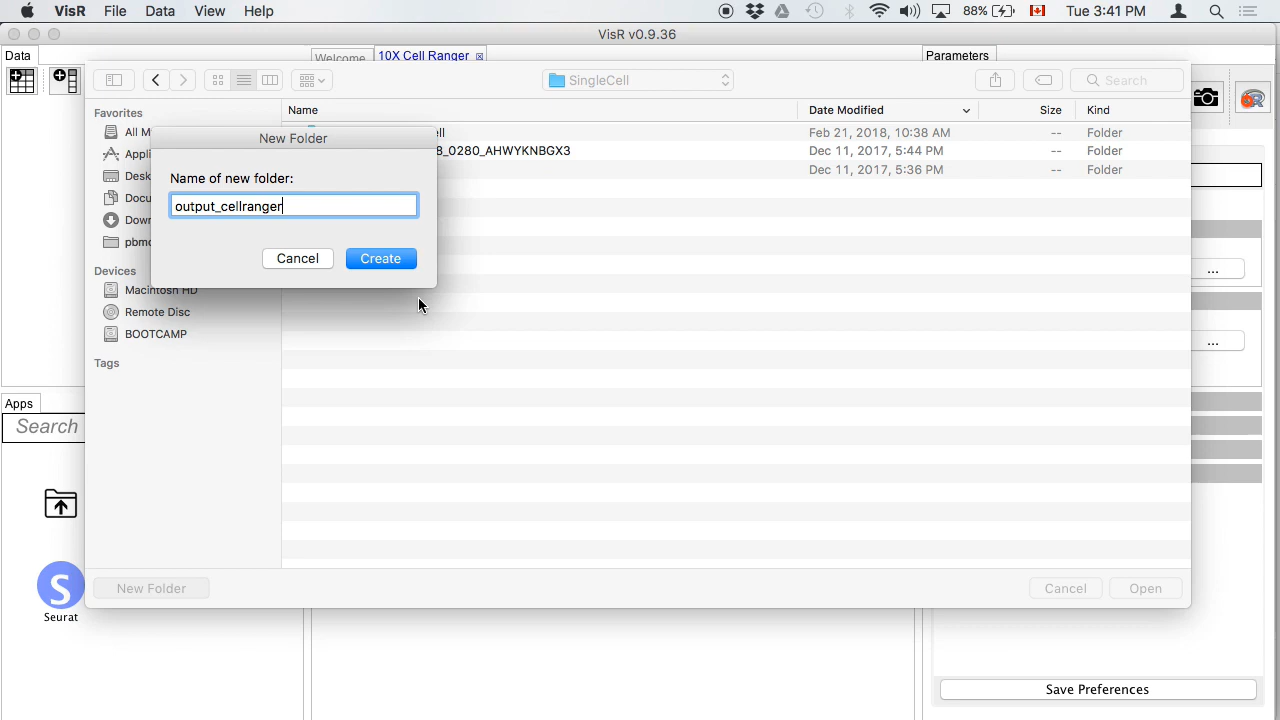 VisR File Data View Help 88% Tue 3:41 PM
VisR v0.9.36
Data Welcome 10X Cell Ranger Parameters
SingleCell Search
Favorites Name Date Modified Size Kind
All M ell Feb 21, 2018, 10:38 AM -- Folder
New Folder
Appli 8_0280_AHWYKNBGX3 Dec 11, 2017, 5:44 PM -- Folder
Desk Dec 11, 2017, 5:36 PM -- Folder
Name of new folder:
Docu
output_cellranger
Down
pbmc
Cancel Create
Devices
Macintosh HD ...
Remote Disc
BOOTCAMP
...
Tags
Apps
Search
New Folder Cancel Open
S
Seurat
Save Preferences